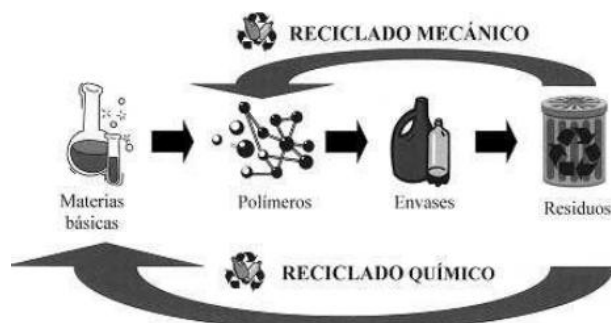 RECICLADO MECÁNICO
Materias
básicas
Polímeros
Envases
Residuos
RECICLADO QUÍMICO